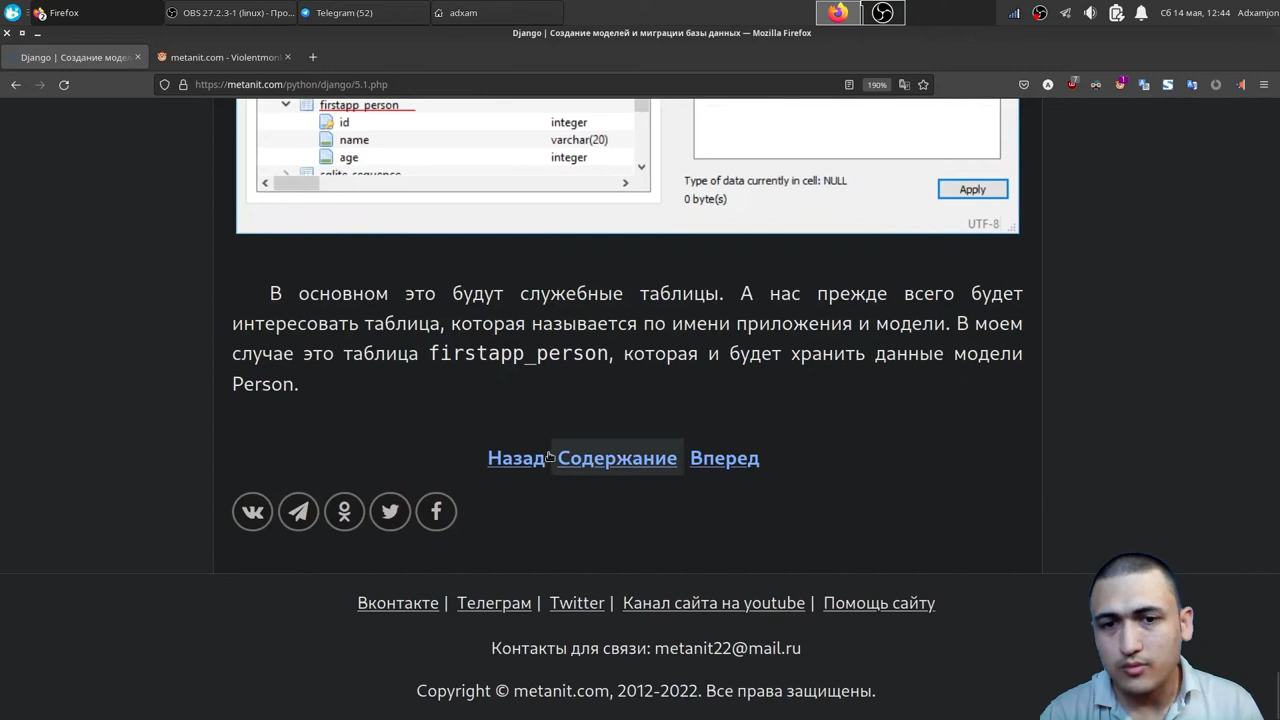 Firefox
OBS 27.2.3-1 (linux) - Про...
Telegram (52)
adxam
Сб 14 мая, 12:44
Adxamjon
Django | Создание моделей и миграции базы данных — Mozilla Firefox
Django | Создание модел
metanit.com - Violentmon
https://metanit.com/python/django/5.1.php
190%
firstapp_person
id integer
name varchar(20)
age integer
sqlite_sequence
Type of data currently in cell: NULL
0 byte(s)
Apply
UTF-8
В основном это будут служебные таблицы. А нас прежде всего будет
интересовать таблица, которая называется по имени приложения и модели. В моем
случае это таблица firstapp_person, которая и будет хранить данные модели
Person.
Назад Содержание Вперед
Вконтакте | Телеграм | Twitter | Канал сайта на youtube | Помощь сайту
Контакты для связи: metanit22@mail.ru
Copyright © metanit.com, 2012-2022. Все права защищены.